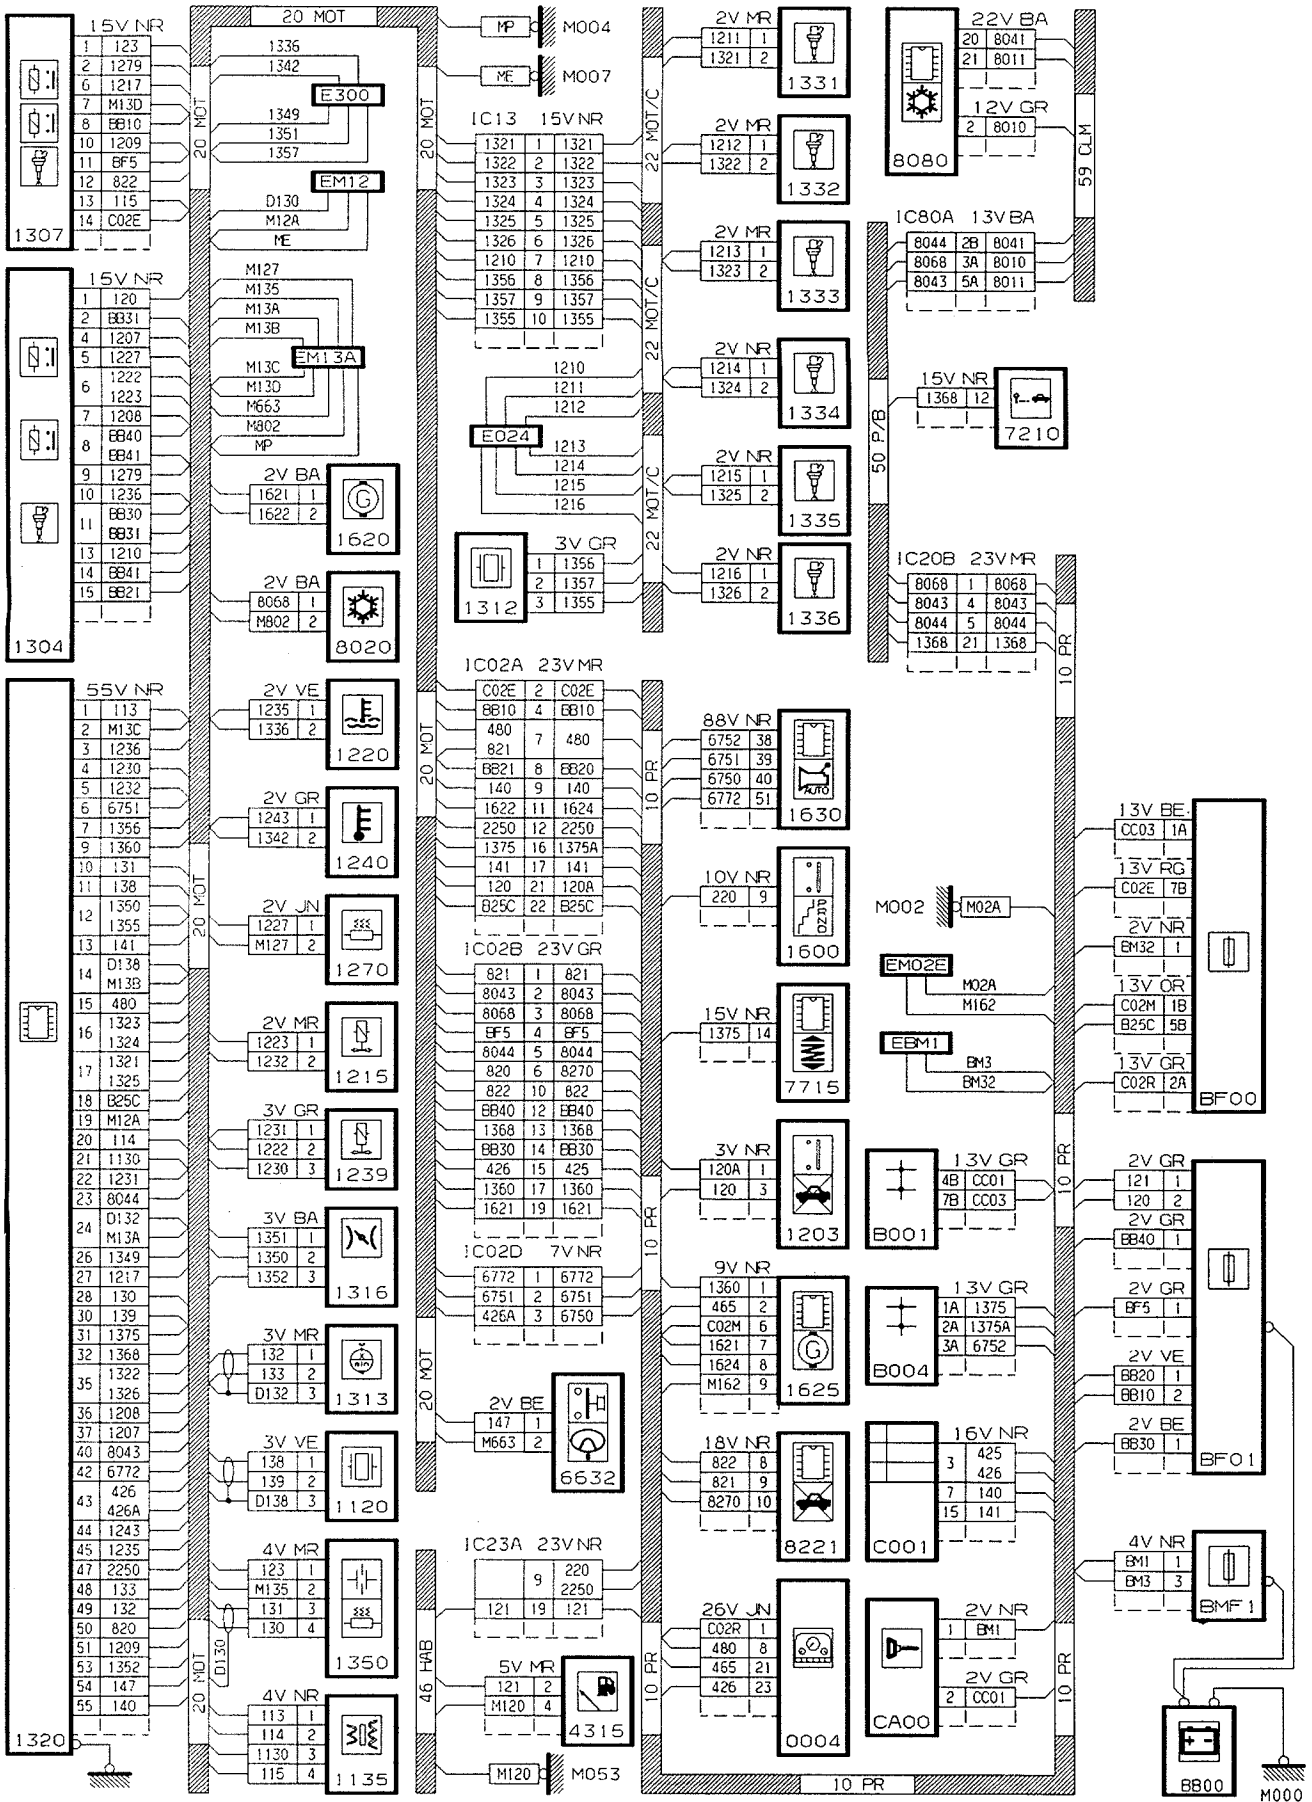 20 MOT
15V NR
1 123
2 1279
6 1217
7 M13D
8 BB10
10 1209
11 BF5
12 822
13 115
14 C02E
1307
20 MOT
1336
1342
E300
1349
1351
1357
EM12
D130
M12A
ME
15V NR
1 120
2 BB31
4 1207
5 1227
6 1222
1223
7 1208
8 BB40
BB41
9 1279
10 1236
11 BB30
BB31
13 1210
14 BB41
15 BB21
1304
M127
M135
M13A
M13B
EM13A
M13C
M13D
M663
M802
MP
2V BA
1621 1
1622 2
1620
2V BA
8068 1
M802 2
8020
55V NR
1 113
2 M13C
3 1236
4 1230
5 1232
6 6751
7 1356
9 1360
10 131
11 138
12 1350
1355
13 141
14 D138
M13B
15 480
16 1323
1324
17 1321
1325
18 B25C
19 M12A
20 114
21 1130
22 1231
23 8044
24 D132
M13A
26 1349
27 1217
28 130
30 139
31 1375
32 1368
35 1322
1326
36 1208
37 1207
40 8043
42 6772
43 426
426A
44 1243
45 1235
47 2250
48 133
49 132
50 820
51 1209
53 1352
54 147
55 140
1320
20 MOT
20 MOT
D130
2V VE
1235 1
1336 2
1220
2V GR
1243 1
1342 2
1240
2V JN
1227 1
M127 2
1270
2V MR
1223 1
1232 2
1215
3V GR
1231 1
1222 2
1230 3
1239
3V BA
1351 1
1350 2
1352 3
1316
3V MR
132 1
133 2
D132 3
1313
3V VE
138 1
139 2
D138 3
1120
4V MR
123 1
M135 2
131 3
130 4
1350
4V NR
113 1
114 2
1130 3
115 4
1135
20 MOT
20 MOT
20 MOT
46 HAB
MP M004
ME M007
IC13 15V NR
1321 1 1321
1322 2 1322
1323 3 1323
1324 4 1324
1325 5 1325
1326 6 1326
1210 7 1210
1356 8 1356
1357 9 1357
1355 10 1355
1210
1211
1212
E024
1213
1214
1215
1216
3V GR
1 1356
2 1357
3 1355
1312
IC02A 23V MR
C02E 2 C02E
BB10 4 BB10
480 7 480
821
BB21 8 BB20
140 9 140
1622 11 1624
2250 12 2250
1375 16 1375A
141 17 141
120 21 120A
B25C 22 B25C
IC02B 23V GR
821 1 821
8043 2 8043
8068 3 8068
BF5 4 BF5
8044 5 8044
820 6 8270
822 10 822
BB40 12 BB40
1368 13 1368
BB30 14 BB30
426 15 425
1360 17 1360
1621 19 1621
IC02D 7V NR
6772 1 6772
6751 2 6751
426A 3 6750
2V BE
147 1
M663 2
6632
IC23A 23V NR
9 220
2250
121 19 121
5V MR
121 2
M120 4
4315
M120 M053
22 MOT/C
22 MOT/C
22 MOT/C
10 PR
10 PR
10 PR
2V MR
1211 1
1321 2
1331
2V MR
1212 1
1322 2
1332
2V MR
1213 1
1323 2
1333
2V NR
1214 1
1324 2
1334
2V NR
1215 1
1325 2
1335
2V NR
1216 1
1326 2
1336
88V NR
6752 38
6751 39
6750 40
6772 51
AUTO
1630
10V NR
220 9
PRND
1600
15V NR
1375 14
7715
3V NR
120A 1
120 3
1203
9V NR
1360 1
465 2
C02M 6
1621 7
1624 8
M162 9
1625
18V NR
822 8
821 9
8270 10
8221
26V JN
C02R 1
480 8
465 21
426 23
0004
22V BA
20 8041
21 8011
12V GR
2 8010
8080
59 CLM
IC80A 13V BA
8044 2B 8041
8068 3A 8010
8043 5A 8011
50 P/B
15V NR
1368 12
7210
IC20B 23V MR
8068 1 8068
8043 4 8043
8044 5 8044
1368 21 1368
10 PR
M002 M02A
EM02E
M02A
M162
EBM1
BM3
BM32
13V GR
4B CC01
7B CC03
B001
13V GR
1A 1375
2A 1375A
3A 6752
B004
16V NR
3 425
426
7 140
15 141
C001
2V NR
1 BM1
2V GR
2 CC01
CA00
10 PR
10 PR
10 PR
13V BE
CC03 1A
13V RG
C02E 7B
2V NR
BM32 1
13V OR
C02M 1B
B25C 5B
13V GR
C02R 2A
BF00
2V GR
121 1
120 2
2V GR
BB40 1
2V GR
BF5 1
2V VE
BB20 1
BB10 2
2V BE
BB30 1
BF01
4V NR
BM1 1
BM3 3
BMF1
BB00
M000